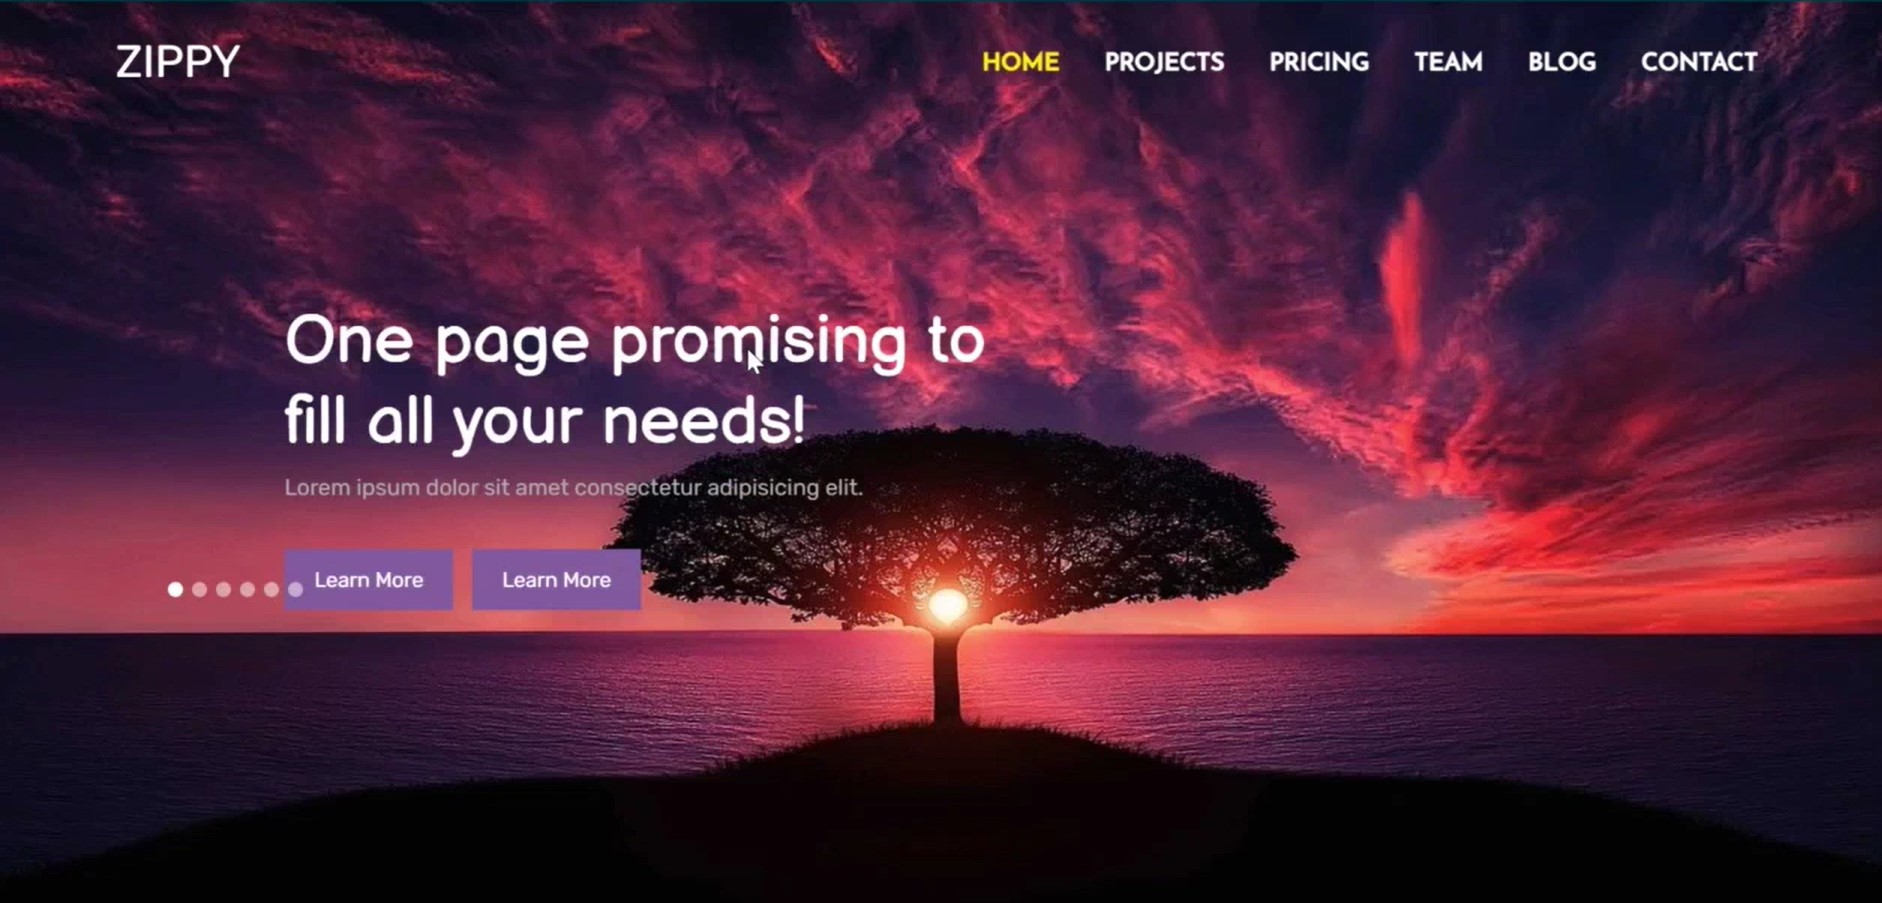 ZIPPY
HOME PROJECTS PRICING TEAM BLOG CONTACT
One page promising to
fill all your needs!
Lorem ipsum dolor sit amet consectetur adipisicing elit.
Learn More Learn More